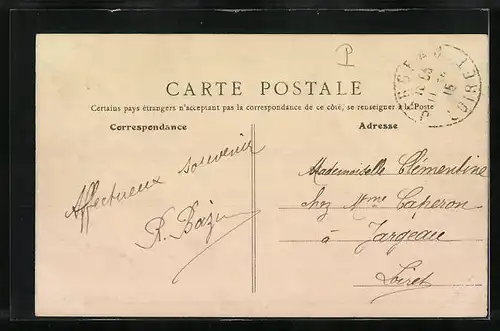 P
CARTE POSTALE
Certains pays étrangers n'acceptant pas la correspondance de ce côté, se renseigner à la Poste
Correspondance
Adresse
Affectueux souvenir
Mademoiselle Clémentine
chez Mme Caperon
à Jargeau
Loiret
LOIRET